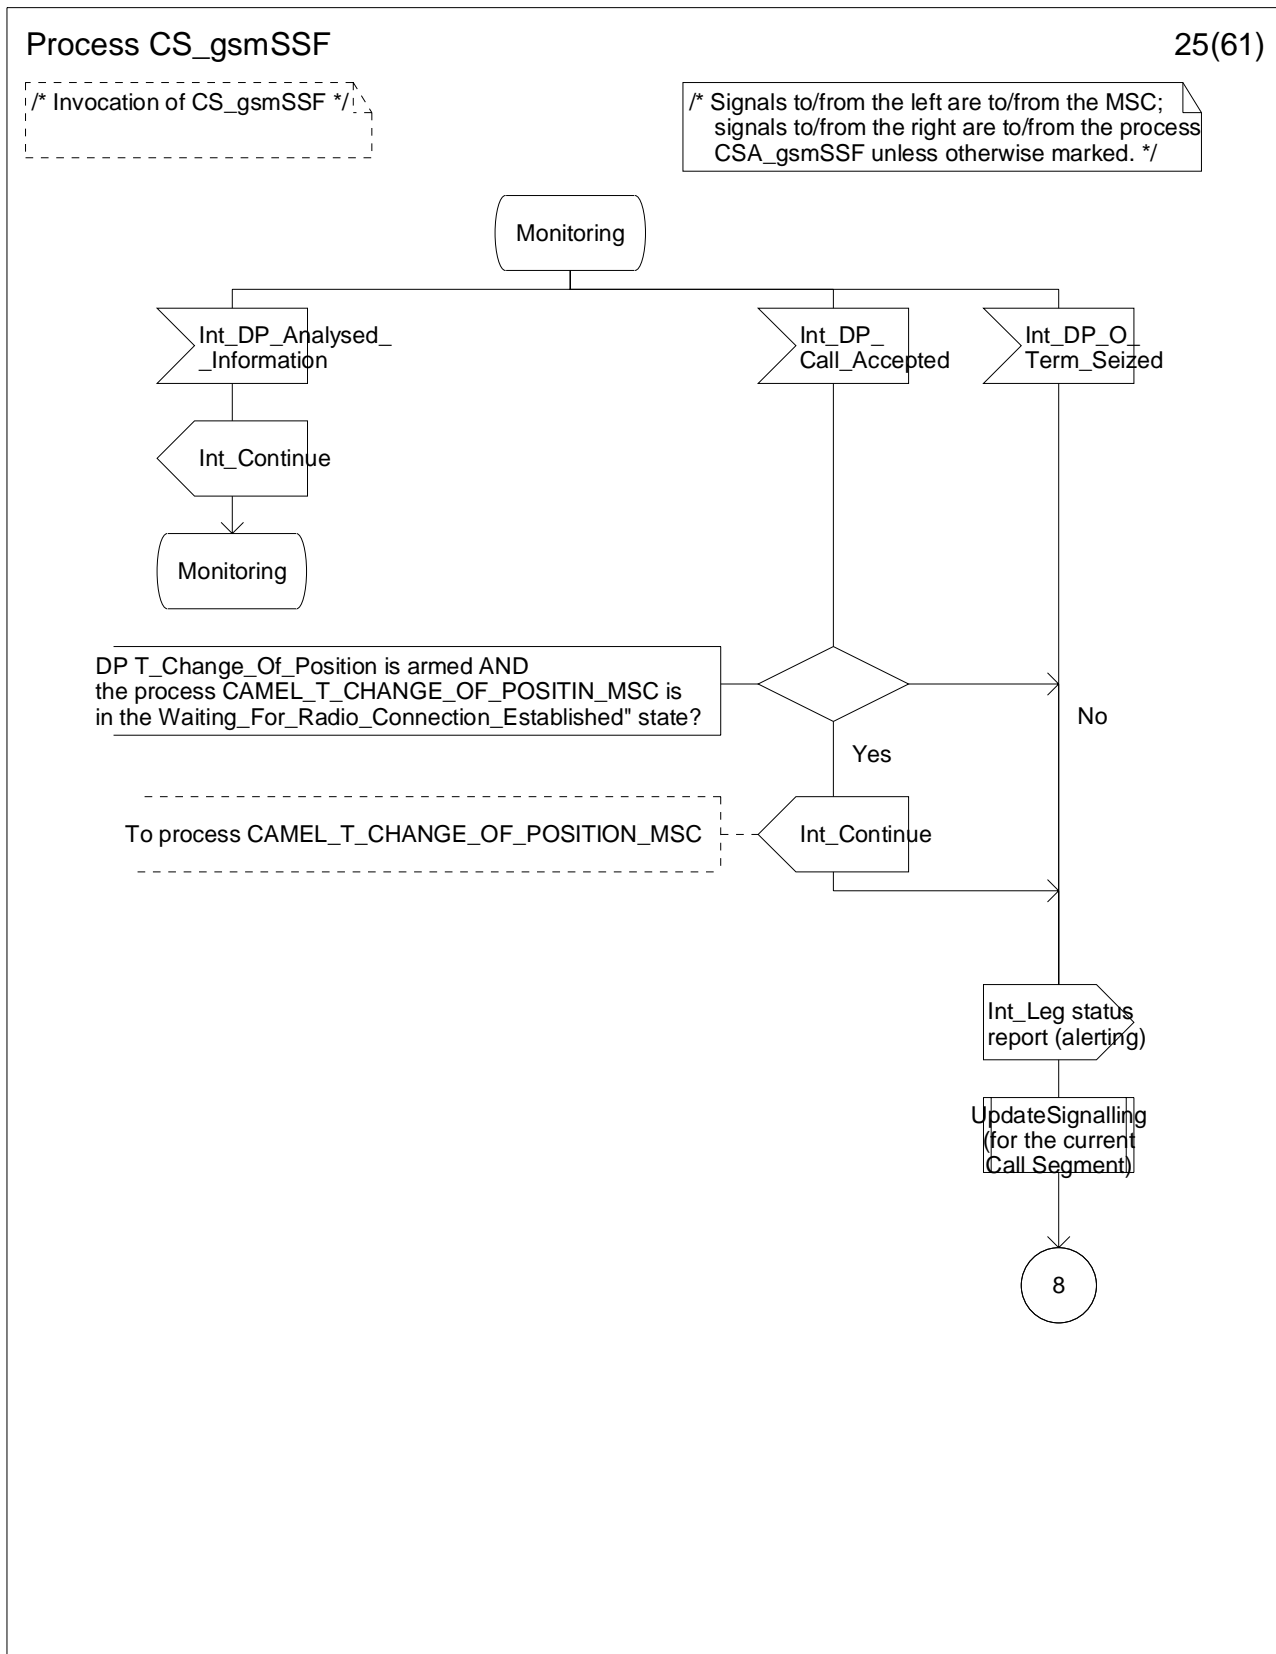 Process CS_gsmSSF
25(61)
/* Invocation of CS_gsmSSF */
/* Signals to/from the left are to/from the MSC;
signals to/from the right are to/from the process
CSA_gsmSSF unless otherwise marked. */
Monitoring
Int_DP_Analysed_
_Information
Int_DP_
Call_Accepted
Int_DP_O_
Term_Seized
Int_Continue
Monitoring
DP T_Change_Of_Position is armed AND
the process CAMEL_T_CHANGE_OF_POSITIN_MSC is
in the Waiting_For_Radio_Connection_Established" state?
No
Yes
To process CAMEL_T_CHANGE_OF_POSITION_MSC
Int_Continue
Int_Leg status
report (alerting)
UpdateSignalling
(for the current
Call Segment)
8